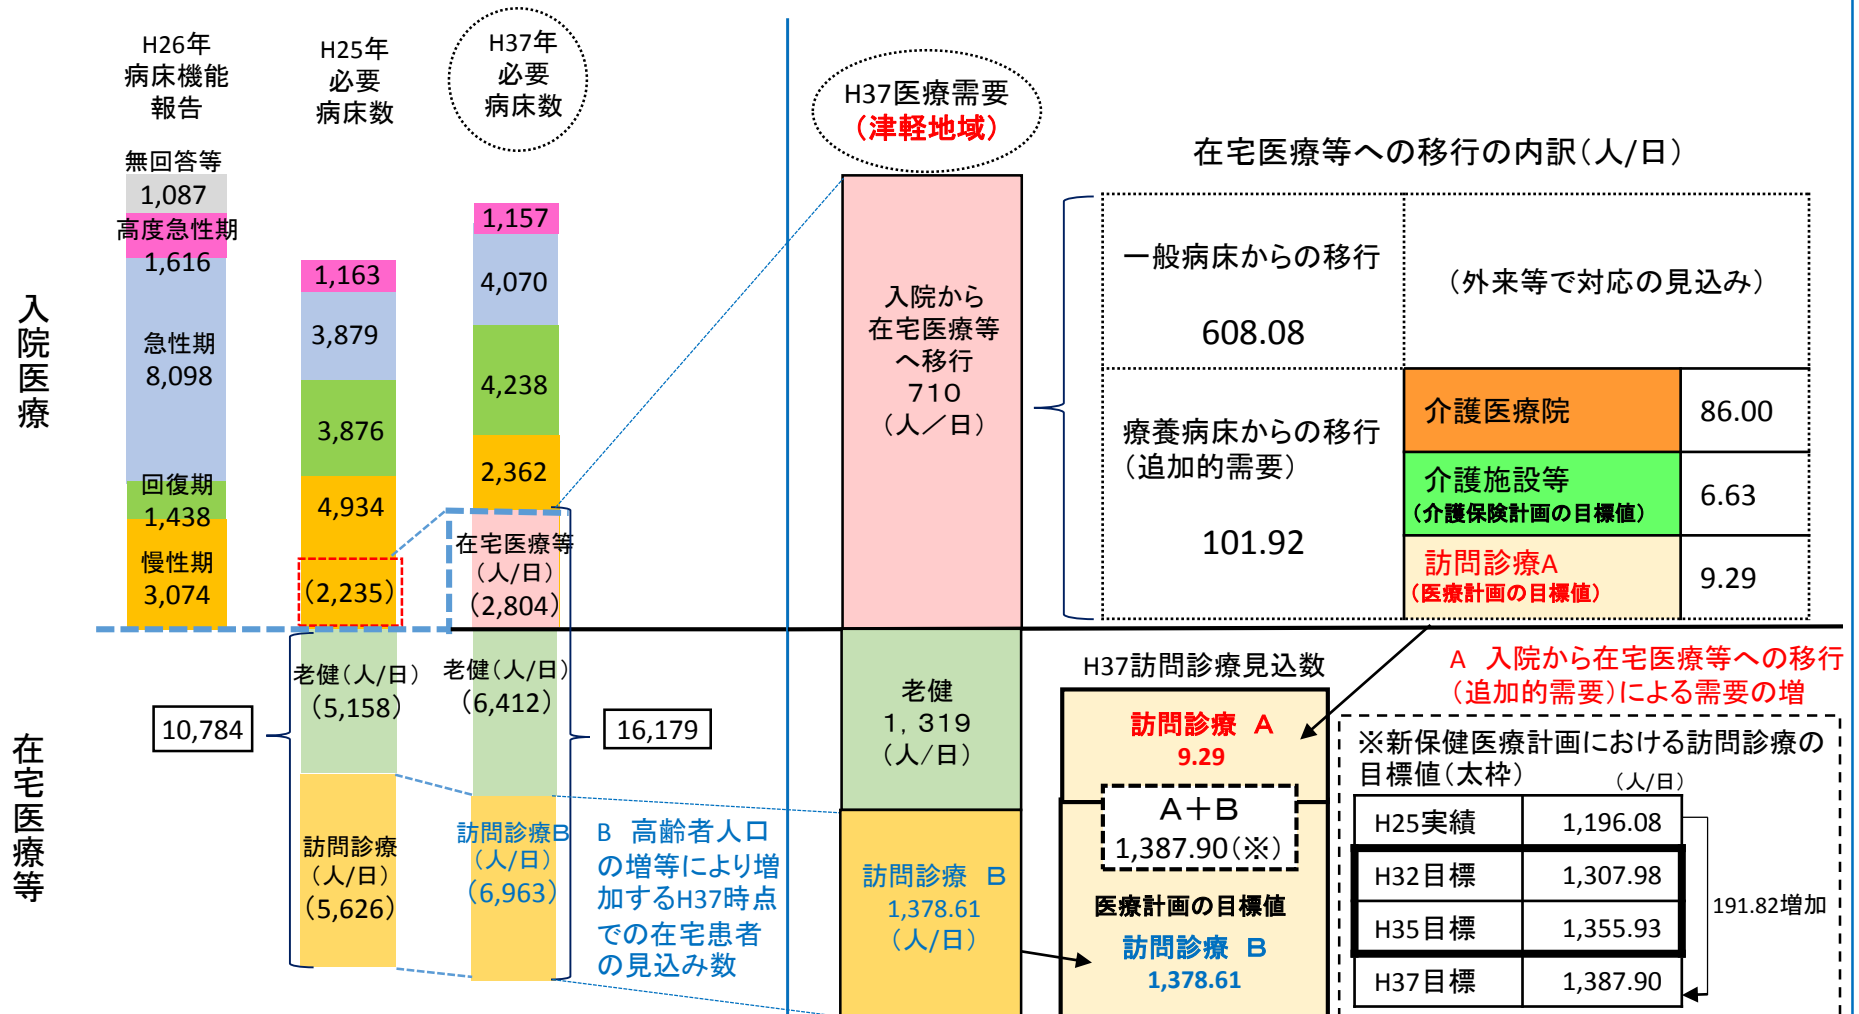 H26年
病床機能
報告
H25年
必要
病床数
H37年
必要
病床数
入院医療
在宅医療等
無回答等
1,087
高度急性期
1,616
急性期
8,098
回復期
1,438
慢性期
3,074
1,163
3,879
3,876
4,934
(2,235)
老健(人/日)
(5,158)
訪問診療
(人/日)
(5,626)
10,784
1,157
4,070
4,238
2,362
在宅医療等
(人/日)
(2,804)
老健(人/日)
(6,412)
訪問診療B
(人/日)
(6,963)
16,179
B 高齢者人口
の増等により増
加するH37時点
での在宅患者
の見込み数
H37医療需要
(津軽地域)
入院から
在宅医療等
へ移行
710
(人/日)
老健
1,319
(人/日)
訪問診療 B
1,378.61
(人/日)
在宅医療等への移行の内訳(人/日)
一般病床からの移行
608.08
(外来等で対応の見込み)
療養病床からの移行
(追加的需要)
101.92
介護医療院
86.00
介護施設等
(介護保険計画の目標値)
6.63
訪問診療A
(医療計画の目標値)
9.29
H37訪問診療見込数
訪問診療 A
9.29
A+B
1,387.90(※)
医療計画の目標値
訪問診療 B
1,378.61
A 入院から在宅医療等への移行
(追加的需要)による需要の増
※新保健医療計画における訪問診療の
目標値(太枠)
(人/日)
H25実績 1,196.08
H32目標 1,307.98
H35目標 1,355.93
H37目標 1,387.90
191.82増加